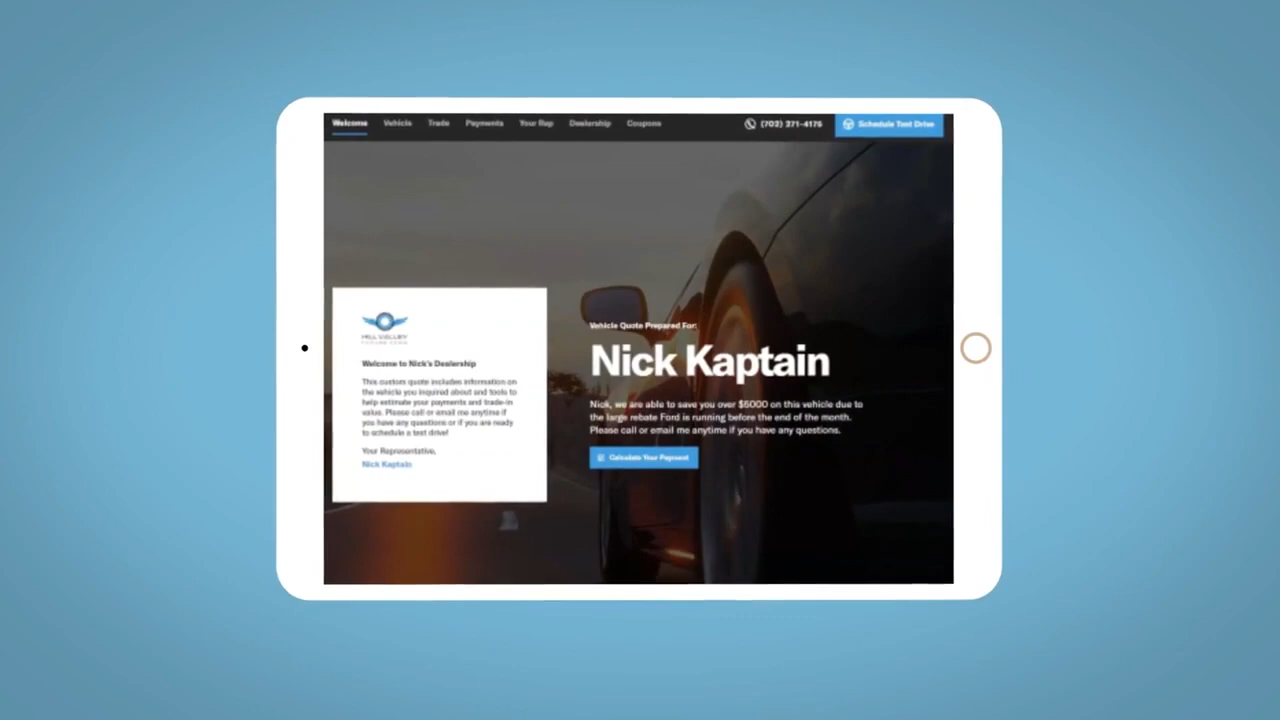 Welcome Vehicle Trade Payments Your Rep Dealership Coupons (702) 271-4175 Schedule Test Drive
HILL VALLEY
Welcome to Nick's Dealership
This custom quote includes information on
the vehicle you inquired about and tools to
help estimate your payments and trade-in
value. Please call or email me anytime if
you have any questions or if you are ready
to schedule a test drive!
Your Representative,
Nick Kaptain
Vehicle Quote Prepared For:
Nick Kaptain
Nick, we are able to save you over $5000 on this vehicle due to
the large rebate Ford is running before the end of the month.
Please call or email me anytime if you have any questions.
Calculate Your Payment